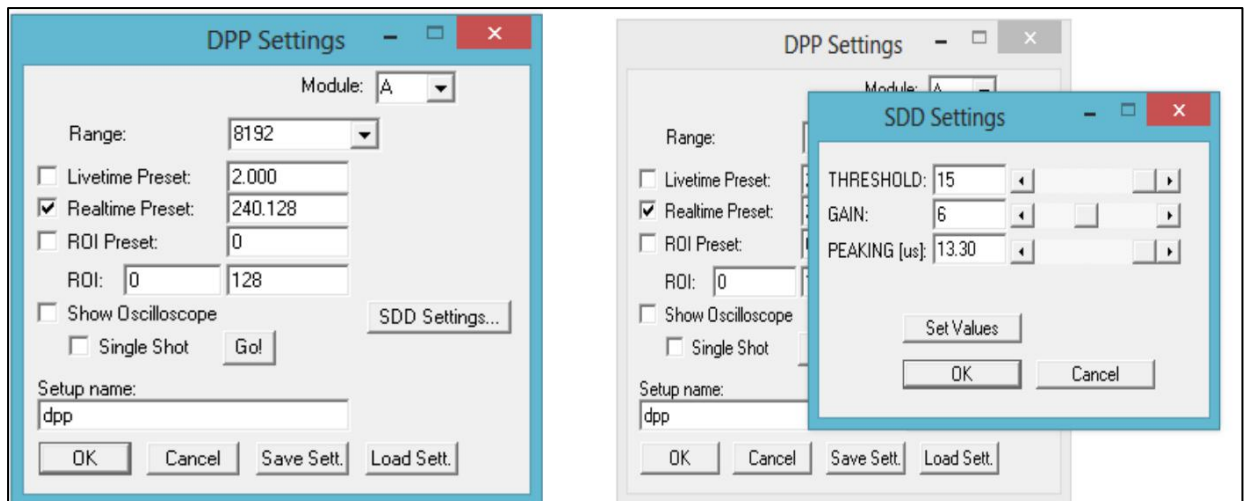 DPP Settings
Module: A
Range: 8192
Livetime Preset: 2.000
Realtime Preset: 240.128
ROI Preset: 0
ROI: 0 128
Show Oscilloscope SDD Settings...
Single Shot Go!
Setup name:
dpp
OK Cancel Save Sett. Load Sett.
DPP Settings
Module: A
Range:
Livetime Preset:
Realtime Preset:
ROI Preset:
ROI: 0
Show Oscilloscope
Single Shot
Setup name:
dpp
OK Cancel Save Sett. Load Sett.
SDD Settings
THRESHOLD: 15
GAIN: 6
PEAKING [us]: 13.30
Set Values
OK Cancel